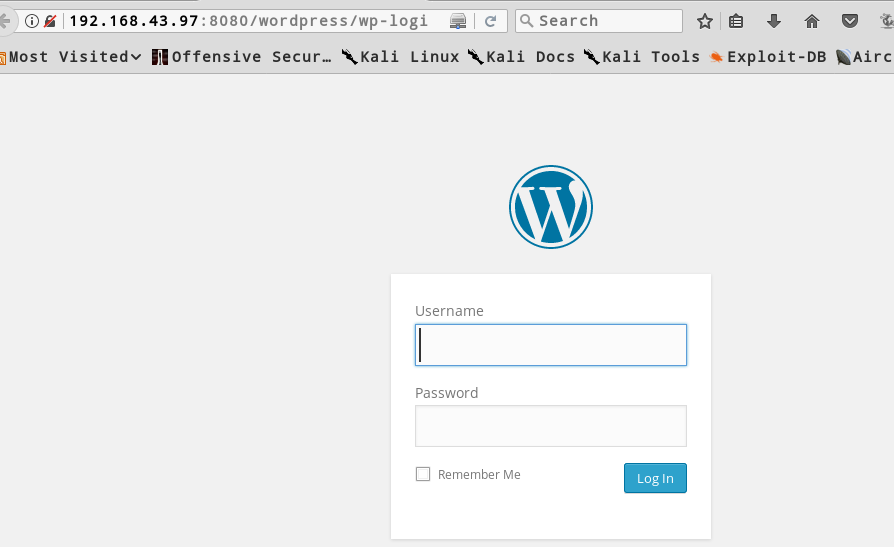 192.168.43.97:8080/wordpress/wp-logi Search
Most Visited Offensive Secur… Kali Linux Kali Docs Kali Tools Exploit-DB Airc
Username
Password
Remember Me Log In